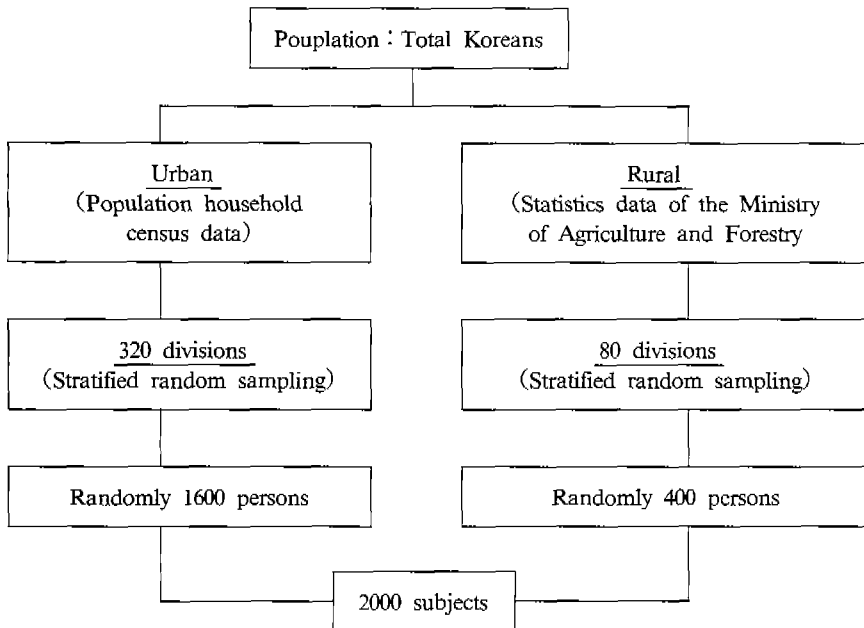 Pouplation : Total Koreans
Urban
(Population household
census data)
Rural
(Statistics data of the Ministry
of Agriculture and Forestry
320 divisions
(Stratified random sampling)
80 divisions
(Stratified random sampling)
Randomly 1600 persons
Randomly 400 persons
2000 subjects